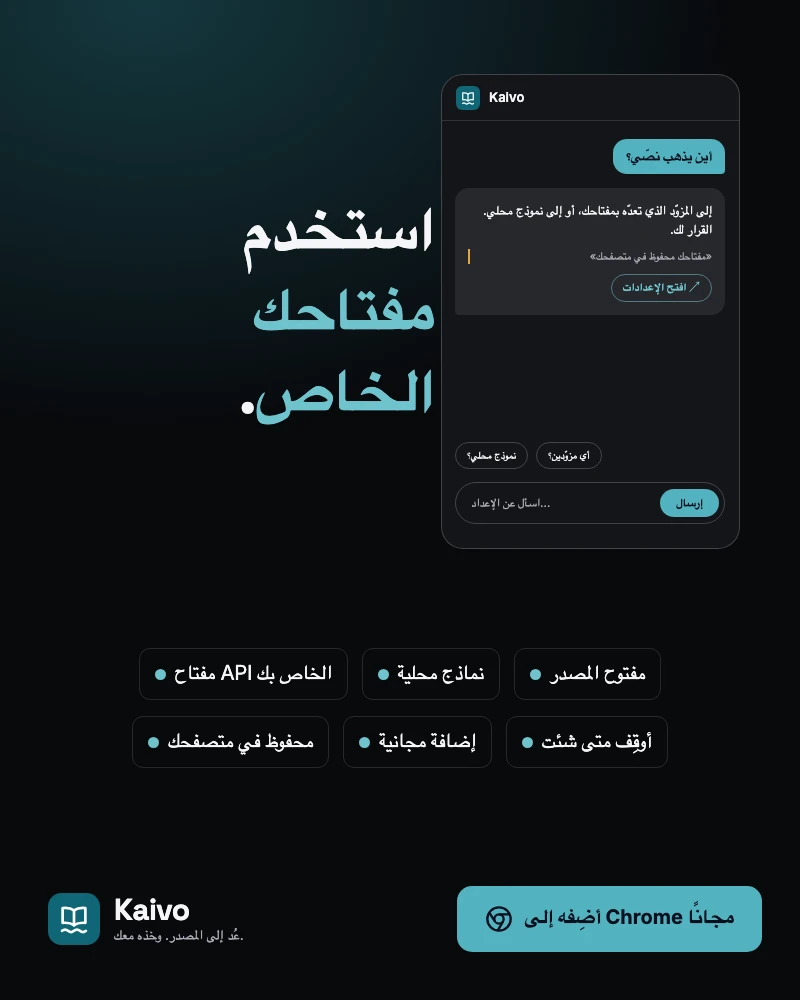 استخدم
مفتاحك
الخاص.
Kaivo
أين يذهب نصّي؟
إلى المزوّد الذي تعدّه بمفتاحك، أو إلى نموذج محلي.
القرار لك.
«مفتاحك محفوظ في متصفحك»
افتح الإعدادات ↗
أي مزوّدين؟
نموذج محلي؟
اسأل عن الإعداد...
إرسال
مفتوح المصدر
نماذج محلية
مفتاح API الخاص بك
أوقِف متى شئت
إضافة مجانية
محفوظ في متصفحك
أضِفه إلى Chrome مجانًا
Kaivo
عُد إلى المصدر. وخذه معك.